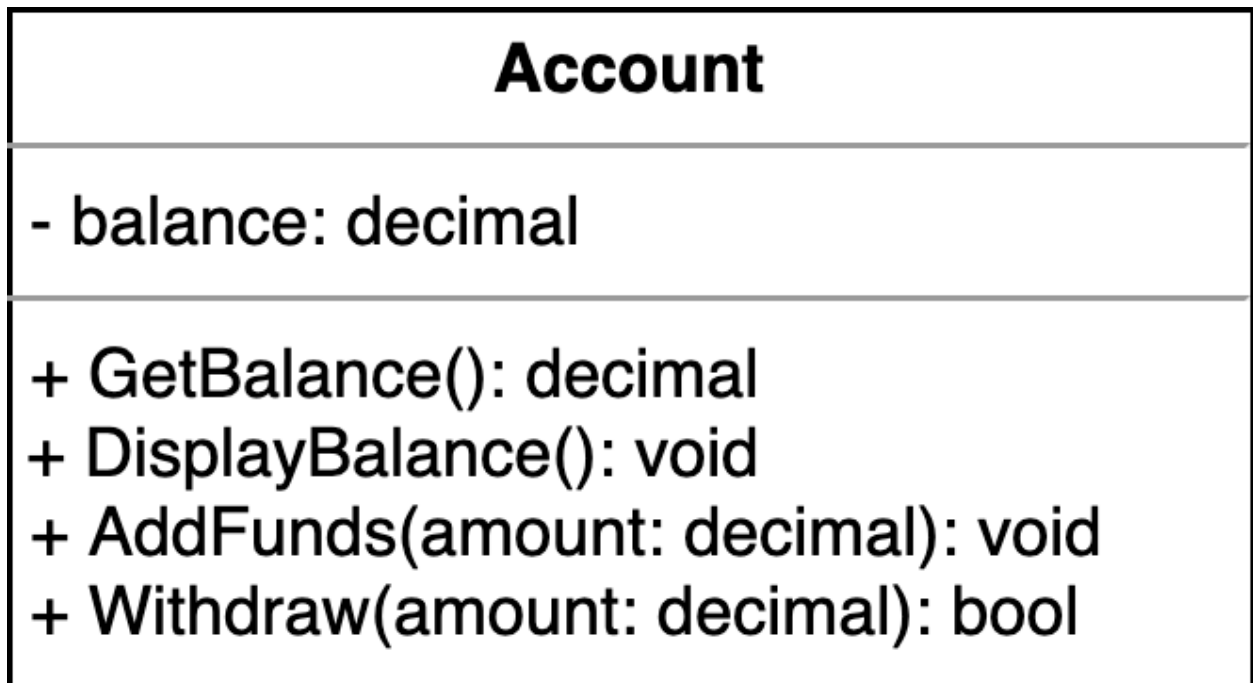 Account
- balance: decimal
+ GetBalance(): decimal
+ DisplayBalance(): void
+ AddFunds(amount: decimal): void
+ Withdraw(amount: decimal): bool